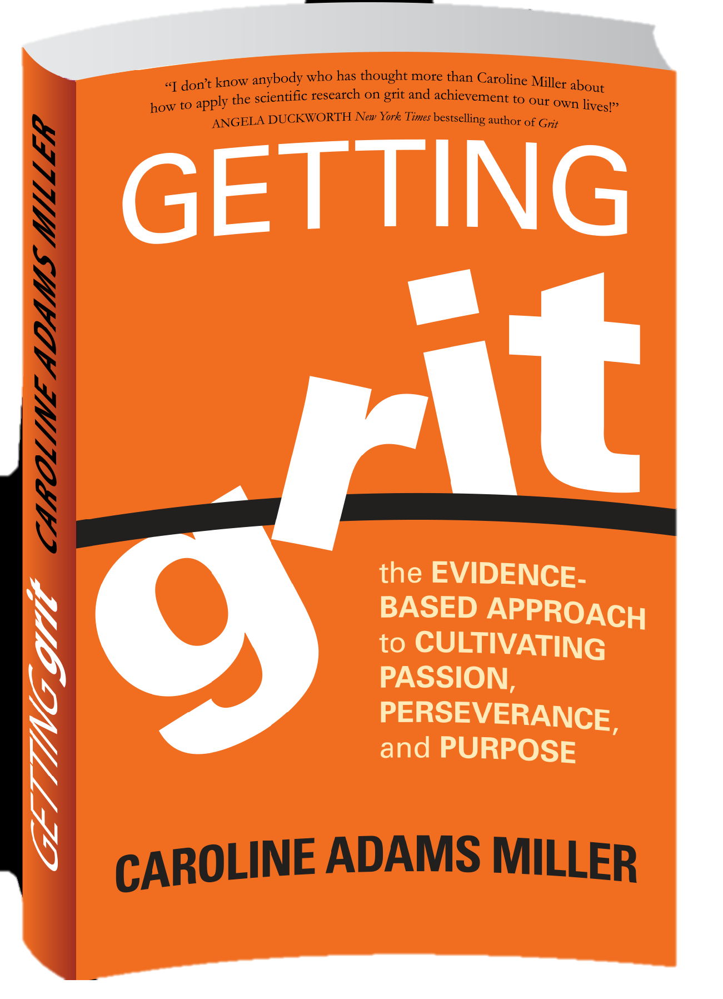 “I don’t know anybody who has thought more than Caroline Miller about
how to apply the scientific research on grit and achievement to our own lives!”
ANGELA DUCKWORTH New York Times bestselling author of Grit
GETTING
grit
the EVIDENCE-
BASED APPROACH
to CULTIVATING
PASSION,
PERSEVERANCE,
and PURPOSE
CAROLINE ADAMS MILLER
GETTING grit CAROLINE ADAMS MILLER